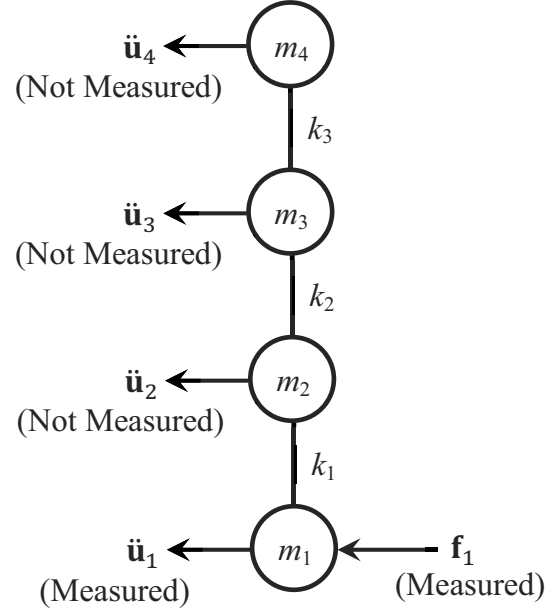 ü₄
m₄
(Not Measured)
k₃
ü₃
m₃
(Not Measured)
k₂
ü₂
m₂
(Not Measured)
k₁
ü₁
m₁
f₁
(Measured)
(Measured)